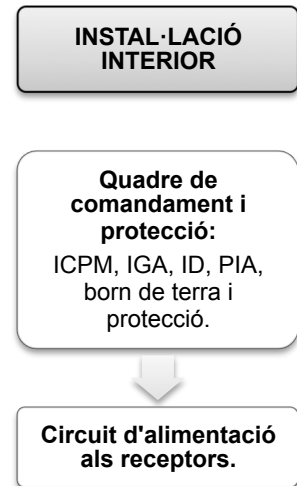 INSTAL·LACIÓ
INTERIOR
Quadre de
comandament i
protecció:
ICPM, IGA, ID, PIA,
born de terra i
protecció.
Circuit d'alimentació
als receptors.